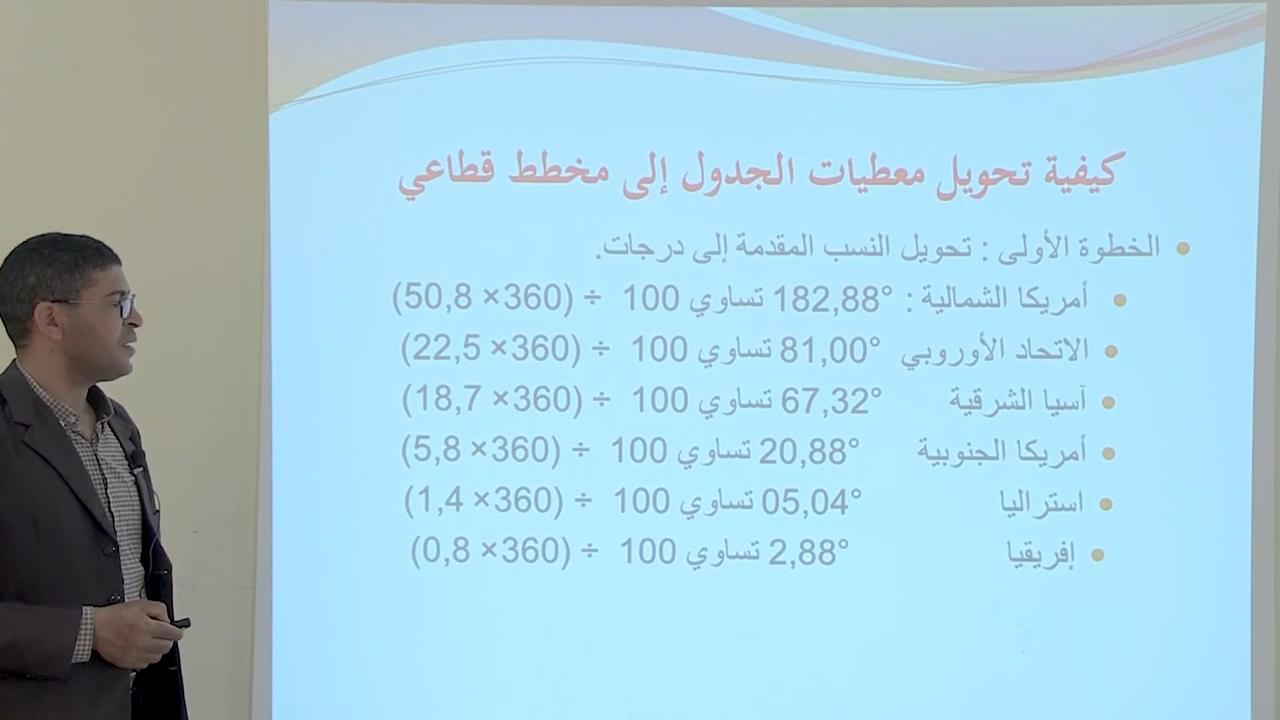 كيفية تحويل معطيات الجدول إلى مخطط قطاعي
الخطوة الأولى : تحويل النسب المقدمة إلى درجات.
أمريكا الشمالية : 182,88° تساوي 100 ÷ (50,8 ×360)
الاتحاد الأوروبي 81,00° تساوي 100 ÷ (22,5 ×360)
آسيا الشرقية 67,32° تساوي 100 ÷ (18,7 ×360)
أمريكا الجنوبية 20,88° تساوي 100 ÷ (5,8 ×360)
استراليا 05,04° تساوي 100 ÷ (1,4 ×360)
إفريقيا 2,88° تساوي 100 ÷ (0,8 ×360)